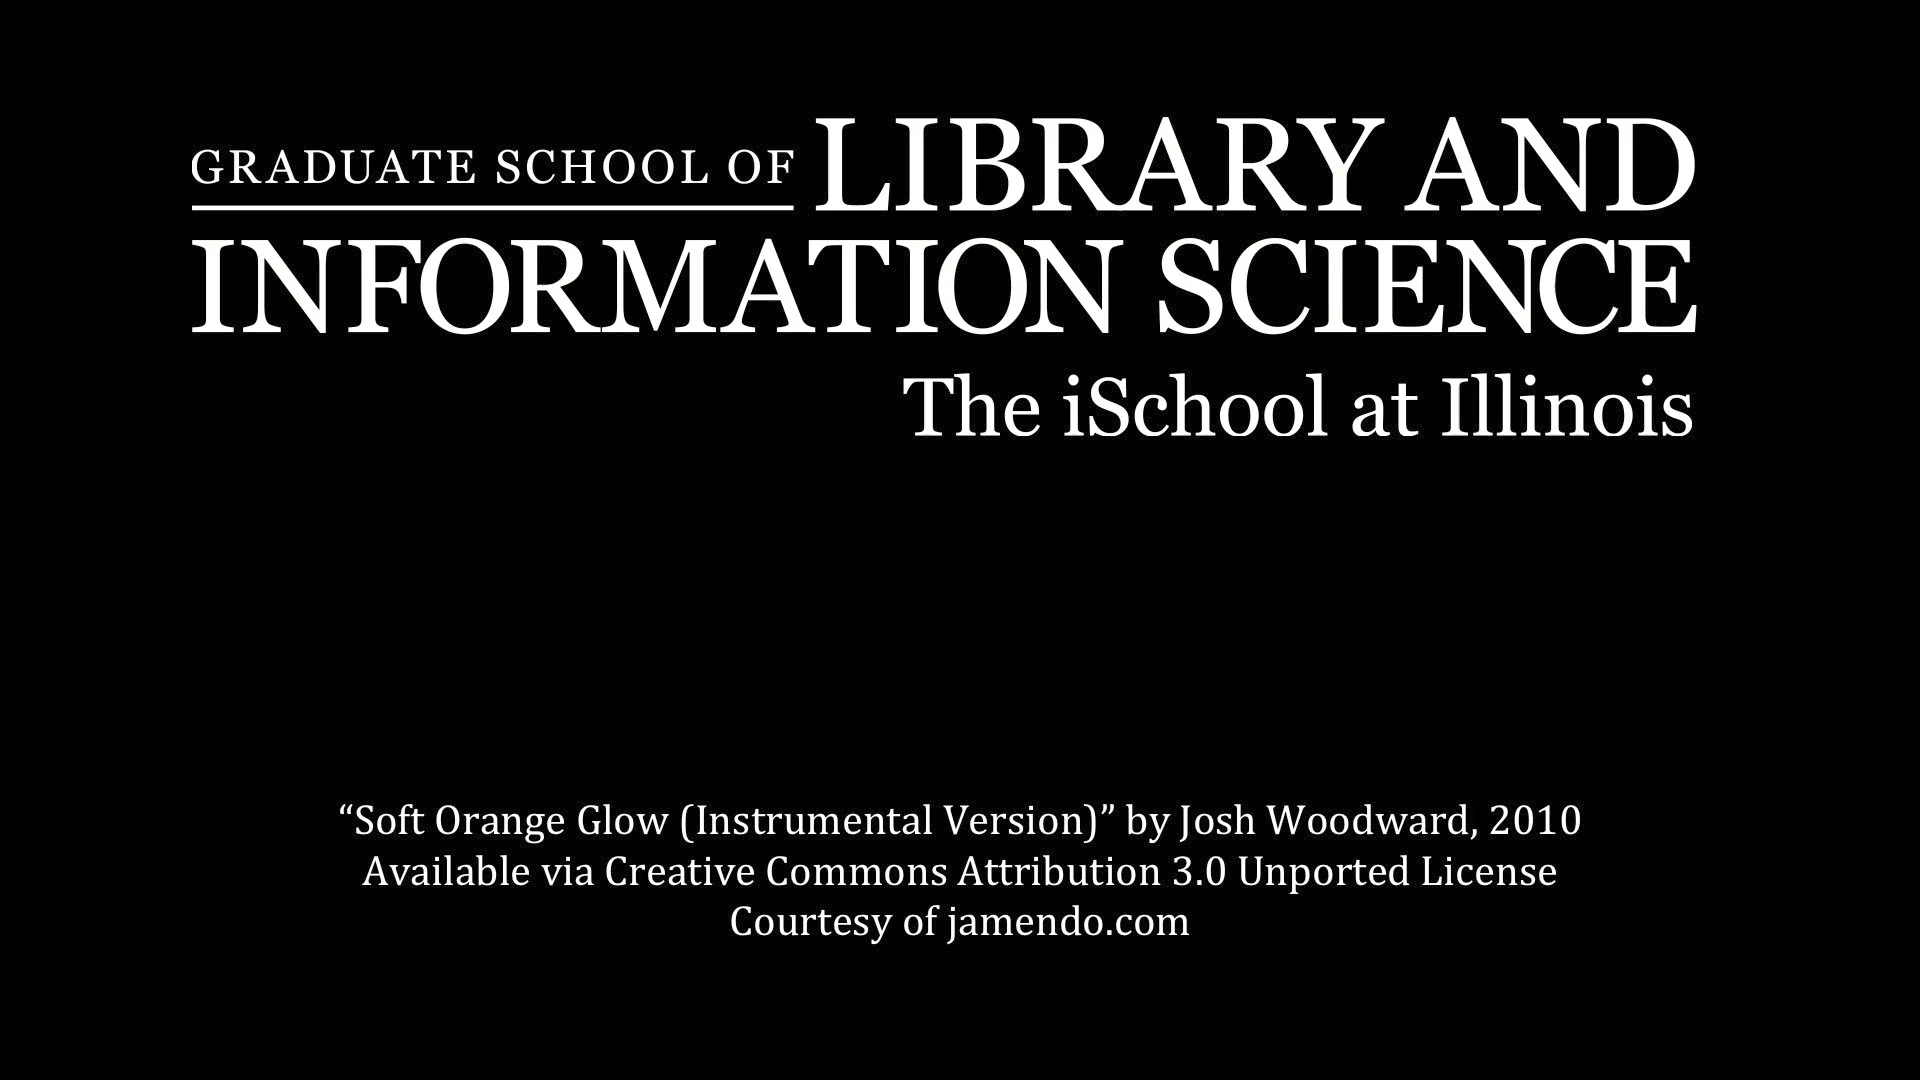 GRADUATE SCHOOL OF LIBRARY AND
INFORMATION SCIENCE
The iSchool at Illinois
“Soft Orange Glow (Instrumental Version)” by Josh Woodward, 2010
Available via Creative Commons Attribution 3.0 Unported License
Courtesy of jamendo.com